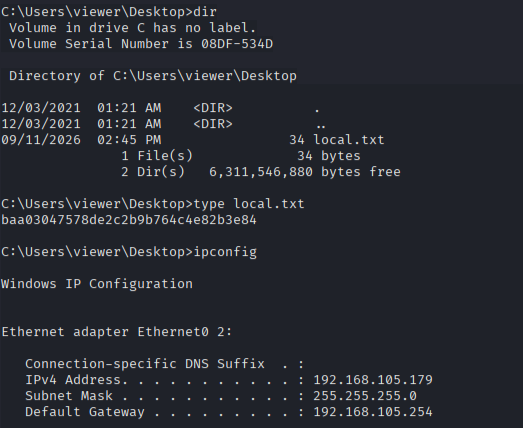 C:\Users\viewer\Desktop>dir
 Volume in drive C has no label.
 Volume Serial Number is 08DF-534D

 Directory of C:\Users\viewer\Desktop

12/03/2021  01:21 AM    <DIR>          .
12/03/2021  01:21 AM    <DIR>          ..
09/11/2026  02:45 PM                34 local.txt
               1 File(s)             34 bytes
               2 Dir(s)   6,311,546,880 bytes free

C:\Users\viewer\Desktop>type local.txt
baa03047578de2c2b9b764c4e82b3e84

C:\Users\viewer\Desktop>ipconfig

Windows IP Configuration


Ethernet adapter Ethernet0 2:

   Connection-specific DNS Suffix  . :
   IPv4 Address. . . . . . . . . . . : 192.168.105.179
   Subnet Mask . . . . . . . . . . . : 255.255.255.0
   Default Gateway . . . . . . . . . : 192.168.105.254